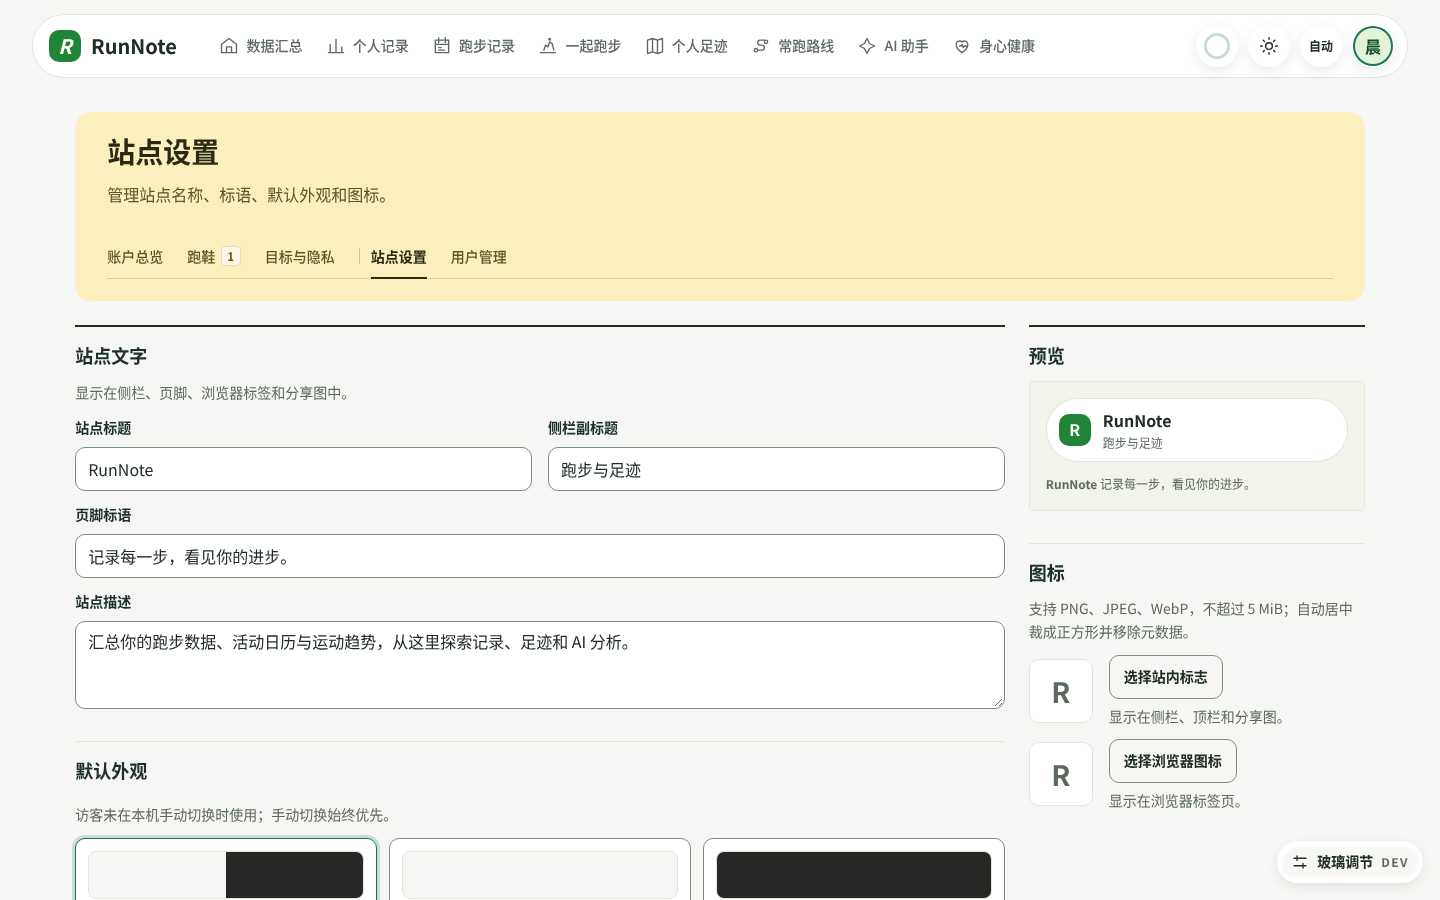 R RunNote 数据汇总 个人记录 跑步记录 一起跑步 个人足迹 常跑路线 AI 助手 身心健康 自动 晨
站点设置
管理站点名称、标语、默认外观和图标。
账户总览 跑鞋 1 目标与隐私 站点设置 用户管理
站点文字
显示在侧栏、页脚、浏览器标签和分享图中。
站点标题 侧栏副标题
RunNote 跑步与足迹
页脚标语
记录每一步，看见你的进步。
站点描述
汇总你的跑步数据、活动日历与运动趋势，从这里探索记录、足迹和 AI 分析。
默认外观
访客未在本机手动切换时使用；手动切换始终优先。
预览
R RunNote
跑步与足迹
RunNote 记录每一步，看见你的进步。
图标
支持 PNG、JPEG、WebP，不超过 5 MiB；自动居中
裁成正方形并移除元数据。
R 选择站内标志
显示在侧栏、顶栏和分享图。
R 选择浏览器图标
显示在浏览器标签页。
玻璃调节 DEV